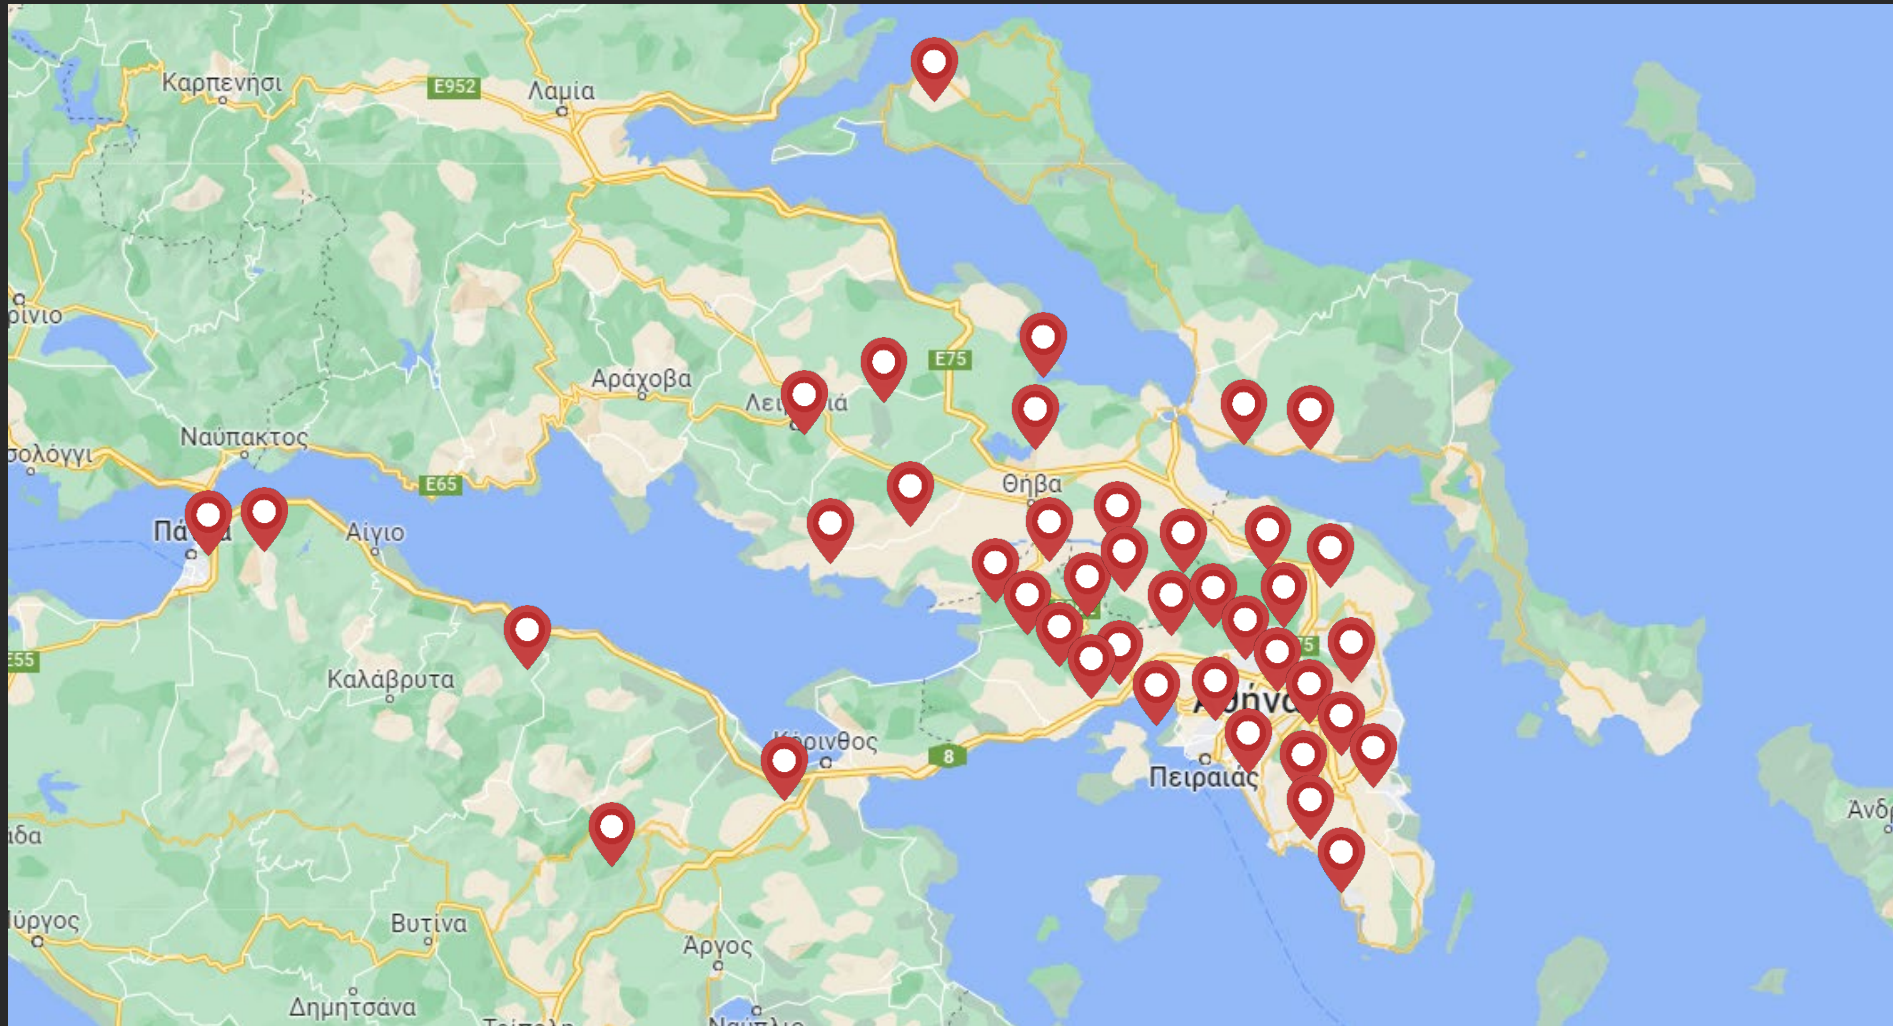 Καρπενήσι
E952
Λαμία
ρίνιο
E75
Αράχοβα
Ναύπακτος
σολόγγι
E65
Θήβα
Αίγιο
E55
Καλάβρυτα
Κόρινθος
8
Πειραιάς
Άνδ
Βυτίνα
Άργος
Δημητσάνα